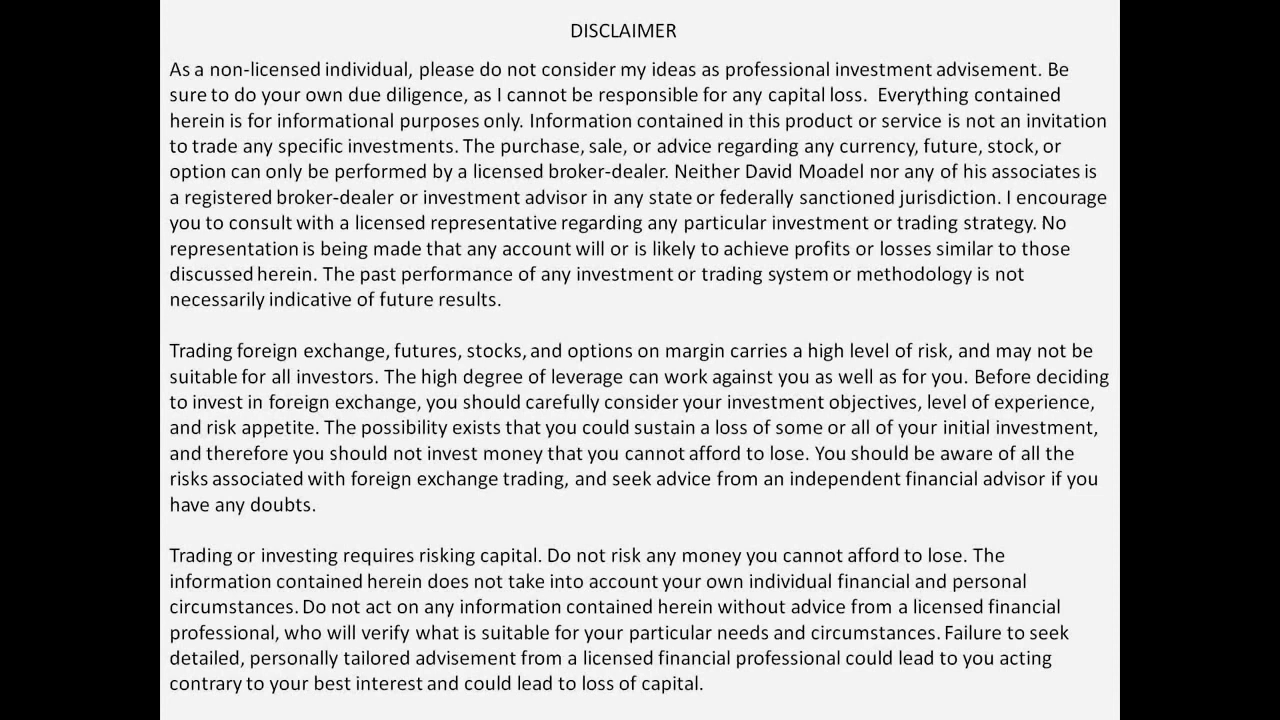 DISCLAIMER
As a non-licensed individual, please do not consider my ideas as professional investment advisement. Be
sure to do your own due diligence, as I cannot be responsible for any capital loss.  Everything contained
herein is for informational purposes only. Information contained in this product or service is not an invitation
to trade any specific investments. The purchase, sale, or advice regarding any currency, future, stock, or
option can only be performed by a licensed broker-dealer. Neither David Moadel nor any of his associates is
a registered broker-dealer or investment advisor in any state or federally sanctioned jurisdiction. I encourage
you to consult with a licensed representative regarding any particular investment or trading strategy. No
representation is being made that any account will or is likely to achieve profits or losses similar to those
discussed herein. The past performance of any investment or trading system or methodology is not
necessarily indicative of future results.
Trading foreign exchange, futures, stocks, and options on margin carries a high level of risk, and may not be
suitable for all investors. The high degree of leverage can work against you as well as for you. Before deciding
to invest in foreign exchange, you should carefully consider your investment objectives, level of experience,
and risk appetite. The possibility exists that you could sustain a loss of some or all of your initial investment,
and therefore you should not invest money that you cannot afford to lose. You should be aware of all the
risks associated with foreign exchange trading, and seek advice from an independent financial advisor if you
have any doubts.
Trading or investing requires risking capital. Do not risk any money you cannot afford to lose. The
information contained herein does not take into account your own individual financial and personal
circumstances. Do not act on any information contained herein without advice from a licensed financial
professional, who will verify what is suitable for your particular needs and circumstances. Failure to seek
detailed, personally tailored advisement from a licensed financial professional could lead to you acting
contrary to your best interest and could lead to loss of capital.